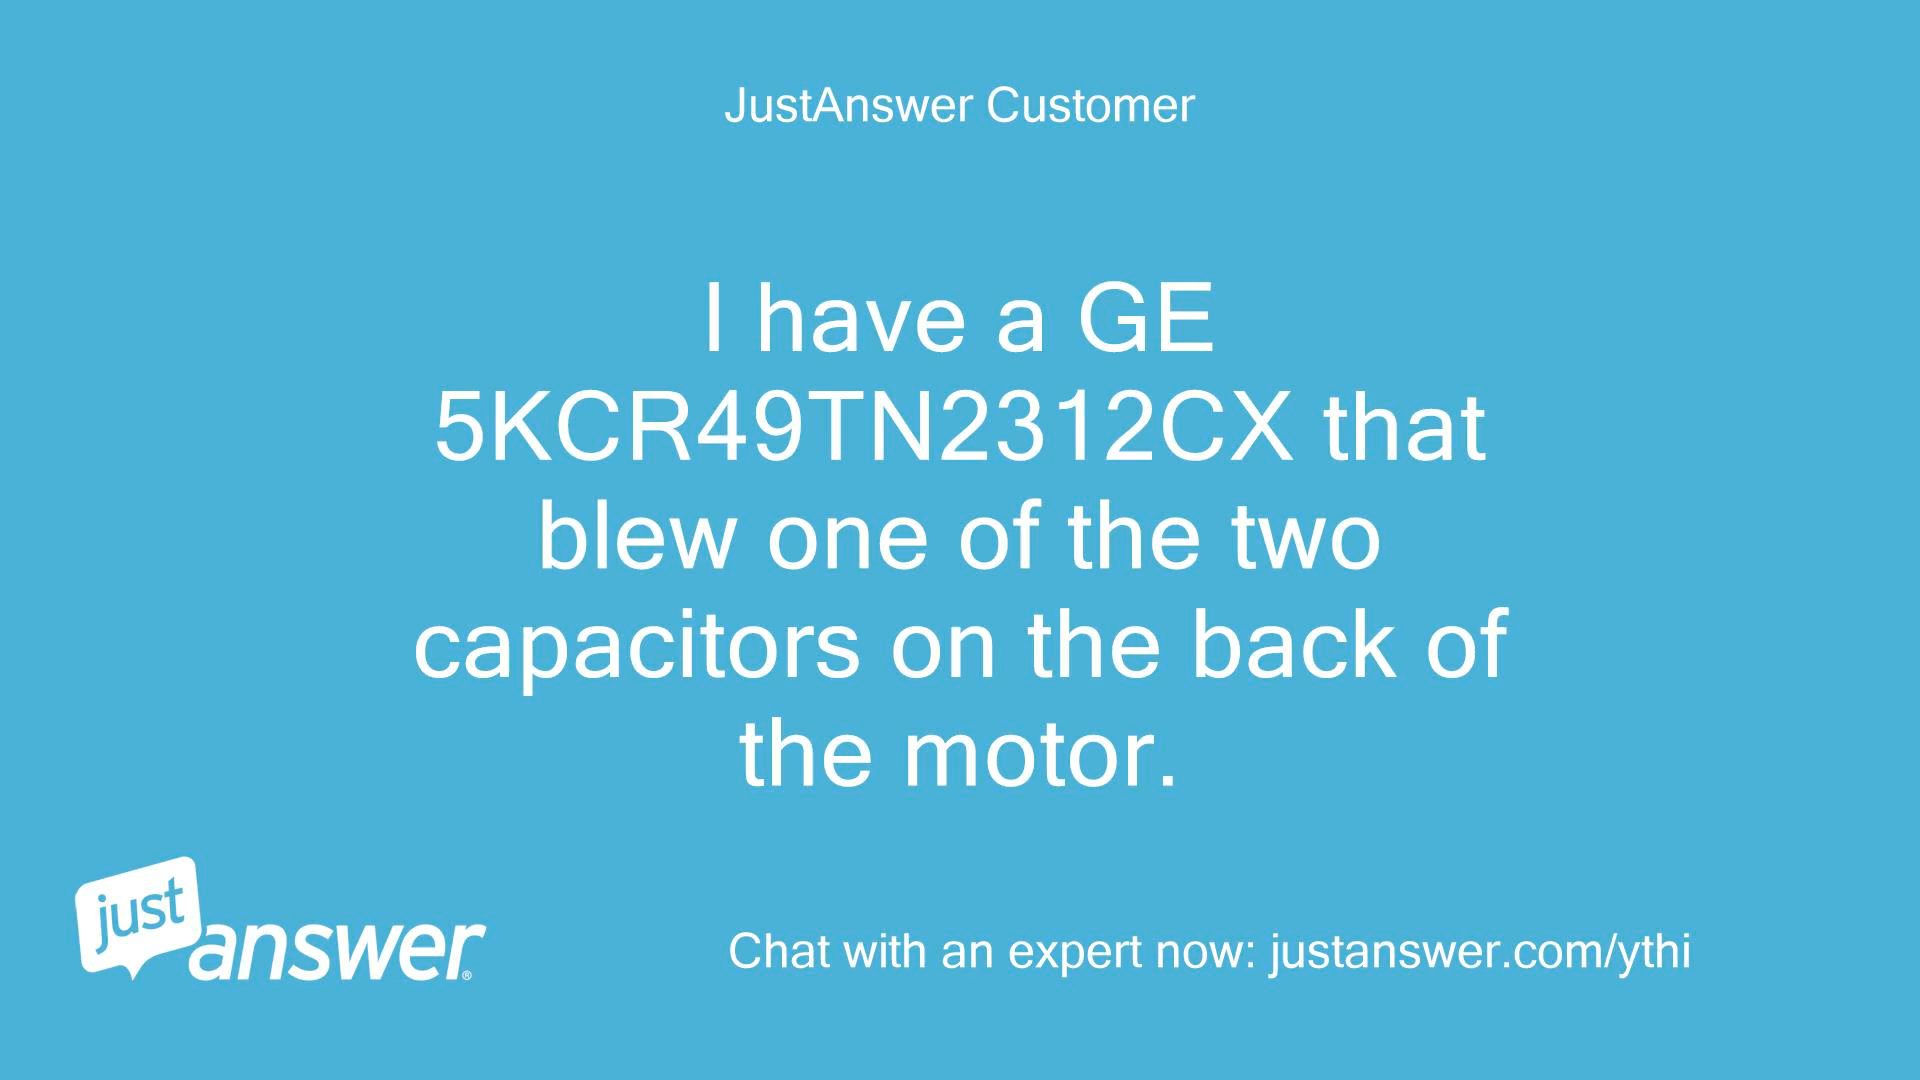 JustAnswer Customer
I have a GE
5KCR49TN2312CX that
blew one of the two
capacitors on the back of
the motor.
just
answer®
Chat with an expert now: justanswer.com/ythi